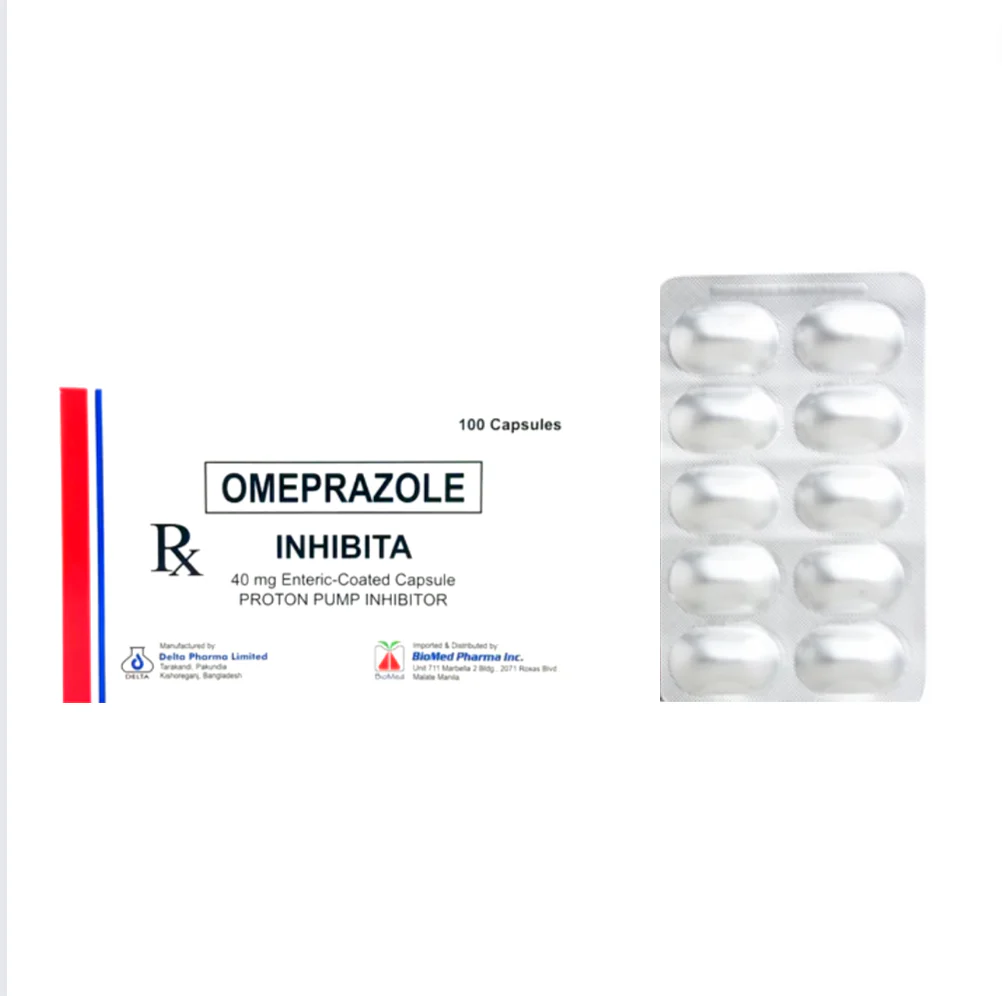 100 Capsules
OMEPRAZOLE
Rx
INHIBITA
40 mg Enteric-Coated Capsule
PROTON PUMP INHIBITOR
Manufactured by
Delta Pharma Limited
Tarakandi, Pakundia
Kishoreganj, Bangladesh
DELTA
Imported & Distributed by:
BioMed Pharma Inc.
Unit 711 Marbella 2 Bldg., 2071 Roxas Blvd
Malate Manila
BioMed